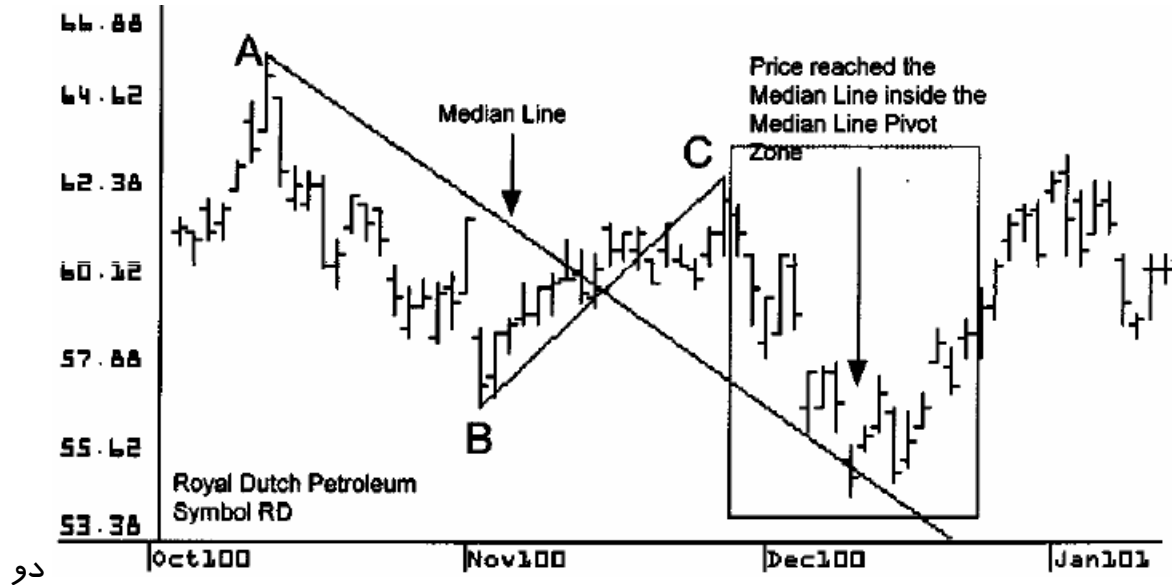 66.88
A
Price reached the
Median Line inside the
Median Line Pivot
Zone
64.62
Median Line
C
62.38
60.12
57.88
B
55.62
Royal Dutch Petroleum
Symbol RD
53.38
Oct100 Nov100 Dec100 Jan101
دو